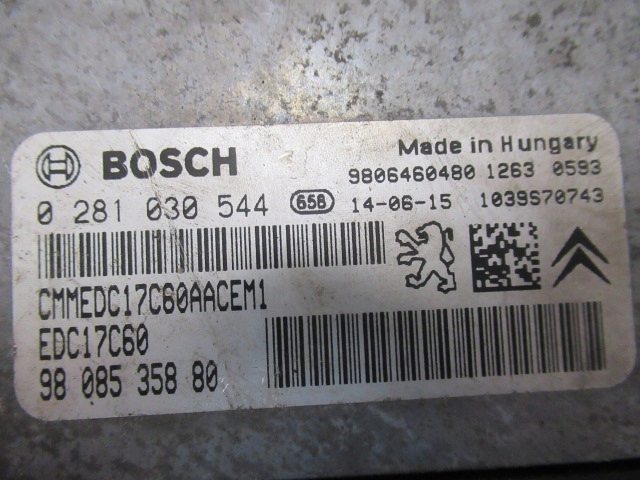 BOSCH
Made in Hungary
9806460480 1263 0593
0 281 030 544 658 14-06-15 1039S70743
CMMEDC17C60AACEM1
EDC17C60
98 085 358 80